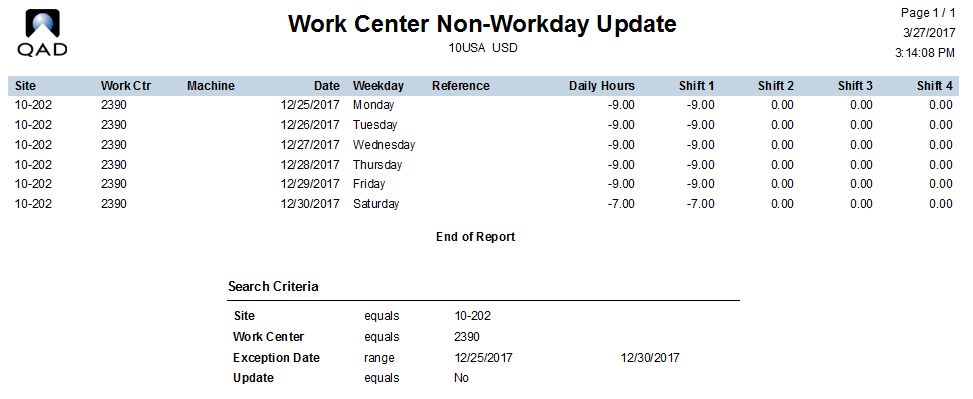 QAD
Work Center Non-Workday Update
10USA USD
Page 1 / 1
3/27/2017
3:14:08 PM
Site Work Ctr Machine Date Weekday Reference Daily Hours Shift 1 Shift 2 Shift 3 Shift 4
10-202 2390 12/25/2017 Monday -9.00 -9.00 0.00 0.00 0.00
10-202 2390 12/26/2017 Tuesday -9.00 -9.00 0.00 0.00 0.00
10-202 2390 12/27/2017 Wednesday -9.00 -9.00 0.00 0.00 0.00
10-202 2390 12/28/2017 Thursday -9.00 -9.00 0.00 0.00 0.00
10-202 2390 12/29/2017 Friday -9.00 -9.00 0.00 0.00 0.00
10-202 2390 12/30/2017 Saturday -7.00 -7.00 0.00 0.00 0.00
End of Report
Search Criteria
Site equals 10-202
Work Center equals 2390
Exception Date range 12/25/2017 12/30/2017
Update equals No